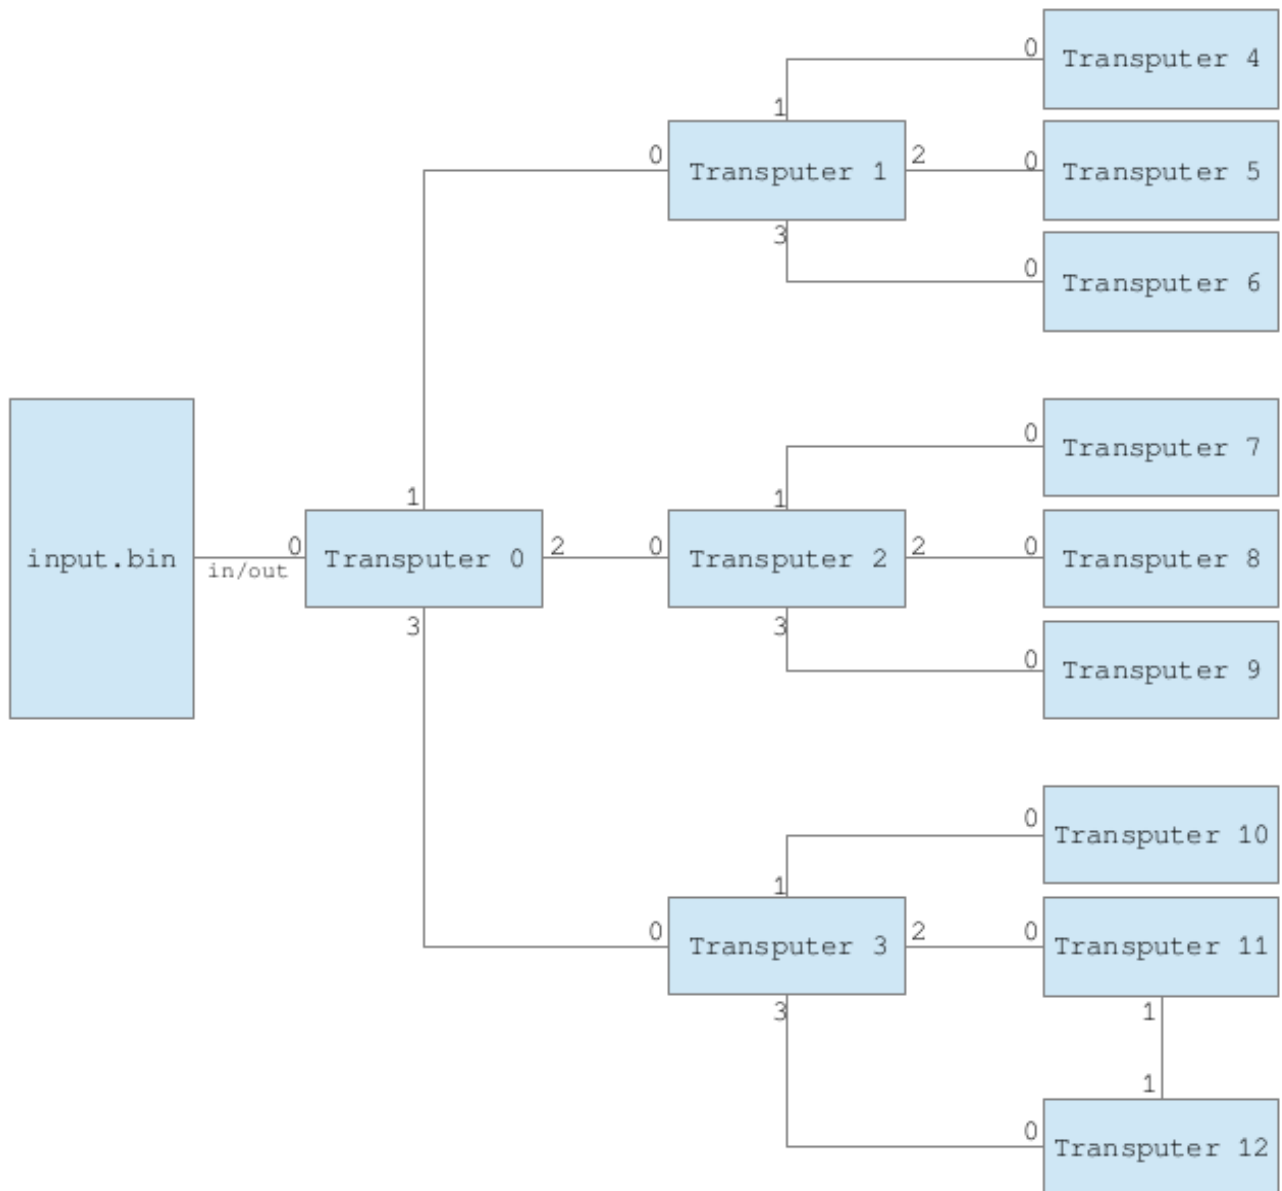 0
Transputer 4
1
0
Transputer 1
2
0
Transputer 5
3
0
Transputer 6
0
Transputer 7
1
1
input.bin
in/out
0
Transputer 0
2
0
Transputer 2
2
0
Transputer 8
3
3
0
Transputer 9
0
Transputer 10
1
0
Transputer 3
2
0
Transputer 11
3
1
1
0
Transputer 12